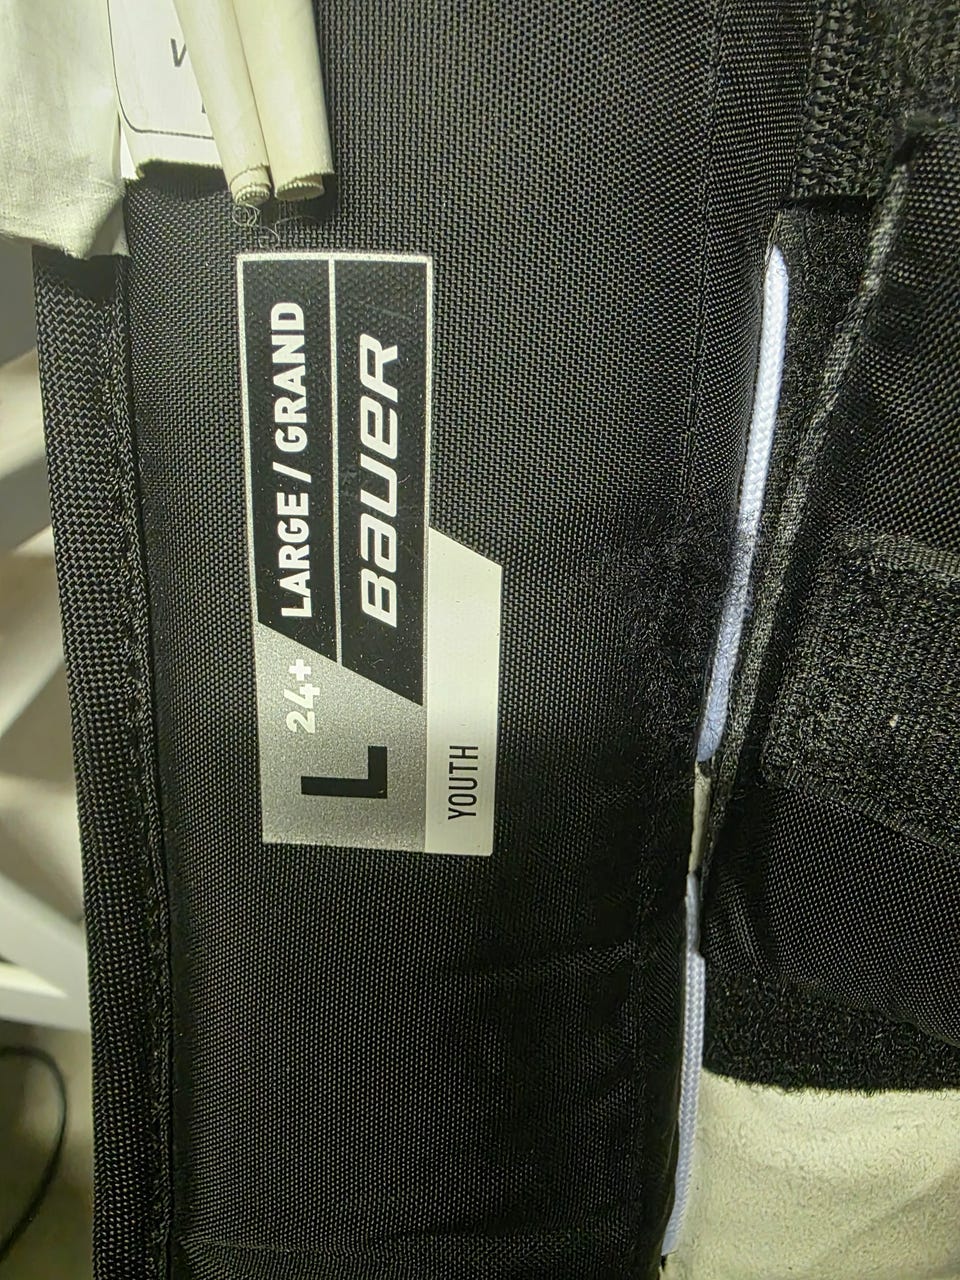 LARGE / GRAND
BAUER
L 24+
YOUTH